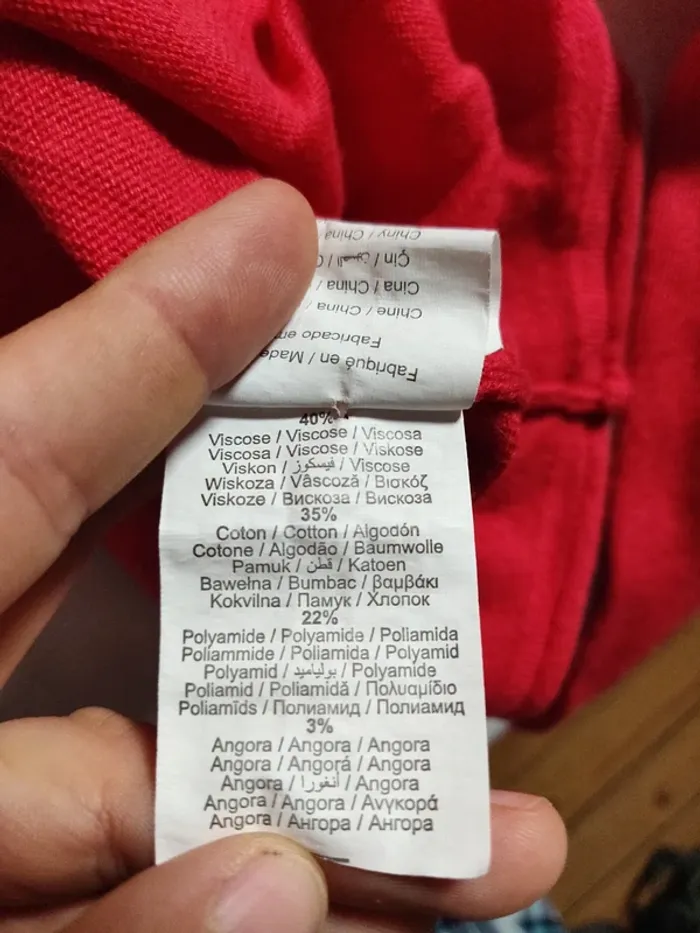 Fabriqué en / Made
Fabricado
Chine / China /
Cina / China
Çin / الصين /
Chiny / China
40%
Viscose / Viscose / Viscosa
Viscosa / Viscose / Viskose
Viskon / فيسكوز / Viscose
Wiskoza / Vâscoză / Βισκόζ
Viskoze / Вискоза / Вискоза
35%
Coton / Cotton / Algodón
Cotone / Algodão / Baumwolle
Pamuk / قطن / Katoen
Bawełna / Bumbac / βαμβάκι
Kokvilna / Памук / Хлопок
22%
Polyamide / Polyamide / Poliamida
Poliammide / Poliamida / Polyamid
Polyamid / بولياميد / Polyamide
Poliamid / Poliamidă / Πολυαμίδιο
Poliamīds / Полиамид / Полиамид
3%
Angora / Angora / Angora
Angora / Angorá / Angora
Angora / أنغورا / Angora
Angora / Angora / Ανγκορά
Angora / Ангора / Ангора